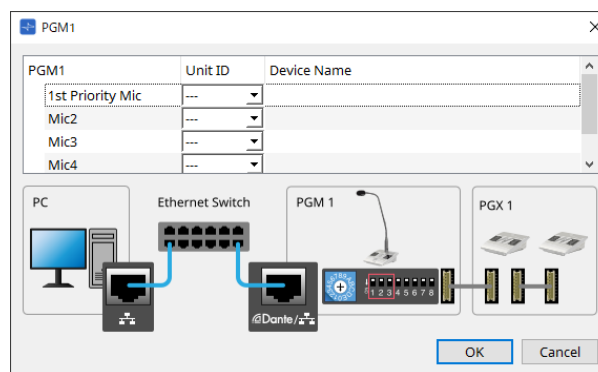 PGM1
PGM1 Unit ID Device Name
1st Priority Mic ---
Mic2 ---
Mic3 ---
Mic4 ---
PC Ethernet Switch PGM 1 PGX 1
1 2 3 4 5 6 7 8
Dante/
OK Cancel